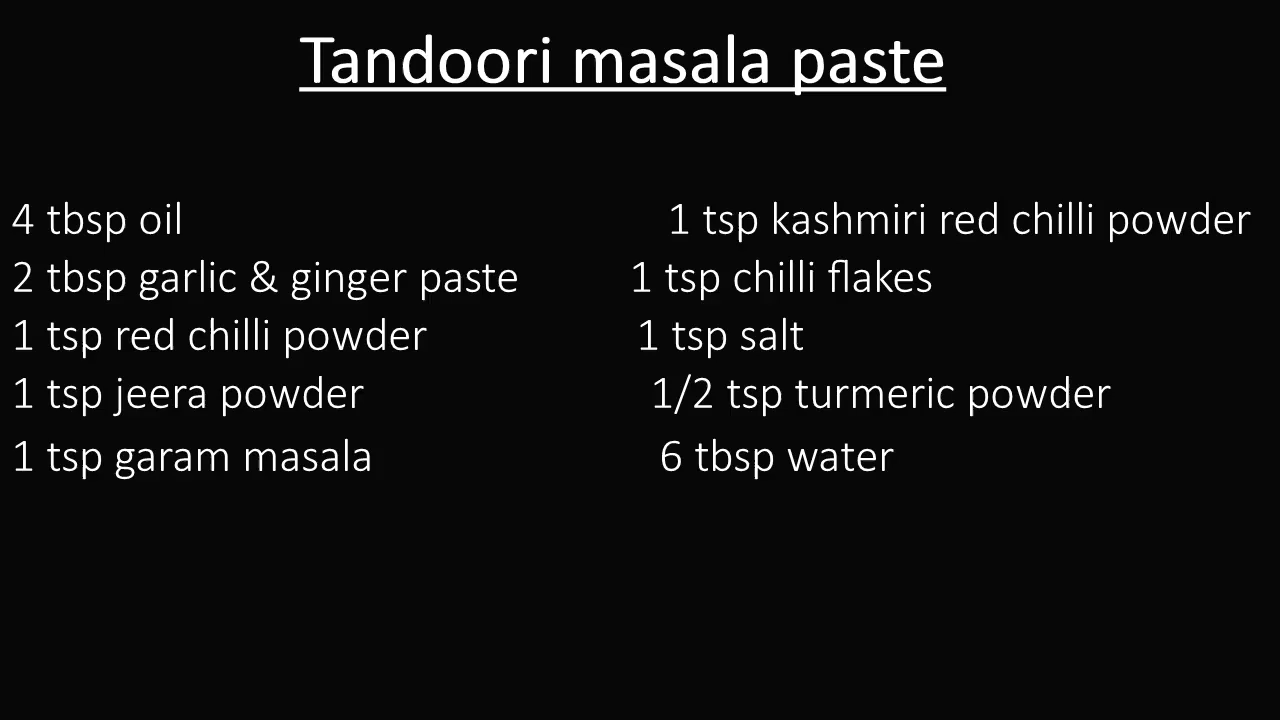 Tandoori masala paste
4 tbsp oil 1 tsp kashmiri red chilli powder
2 tbsp garlic & ginger paste 1 tsp chilli flakes
1 tsp red chilli powder 1 tsp salt
1 tsp jeera powder 1/2 tsp turmeric powder
1 tsp garam masala 6 tbsp water